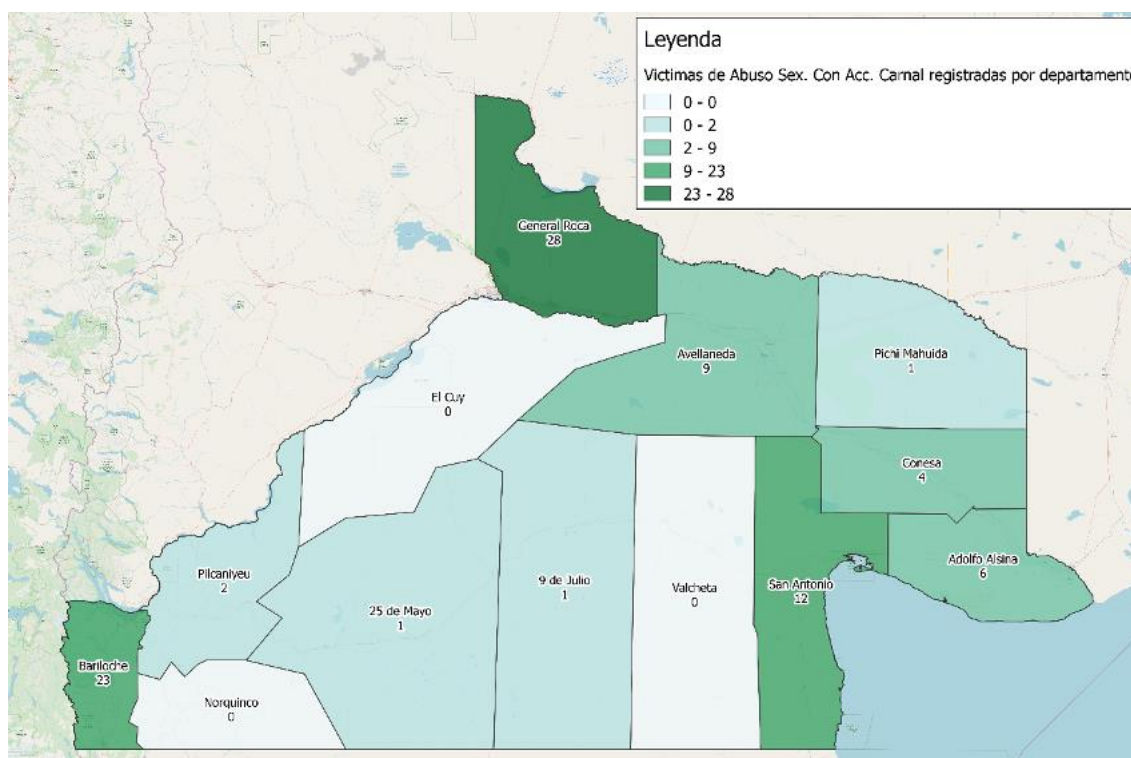 Leyenda
Victimas de Abuso Sex. Con Acc. Carnal registradas por departamento
0 - 0
0 - 2
2 - 9
9 - 23
23 - 28
General Roca
28
Avellaneda
9
Pichi Mahuida
1
El Cuy
0
Conesa
4
Adolfo Alsina
6
Pilcaniyeu
2
9 de Julio
1
Valcheta
0
San Antonio
12
25 de Mayo
1
Bariloche
23
Norquinco
0